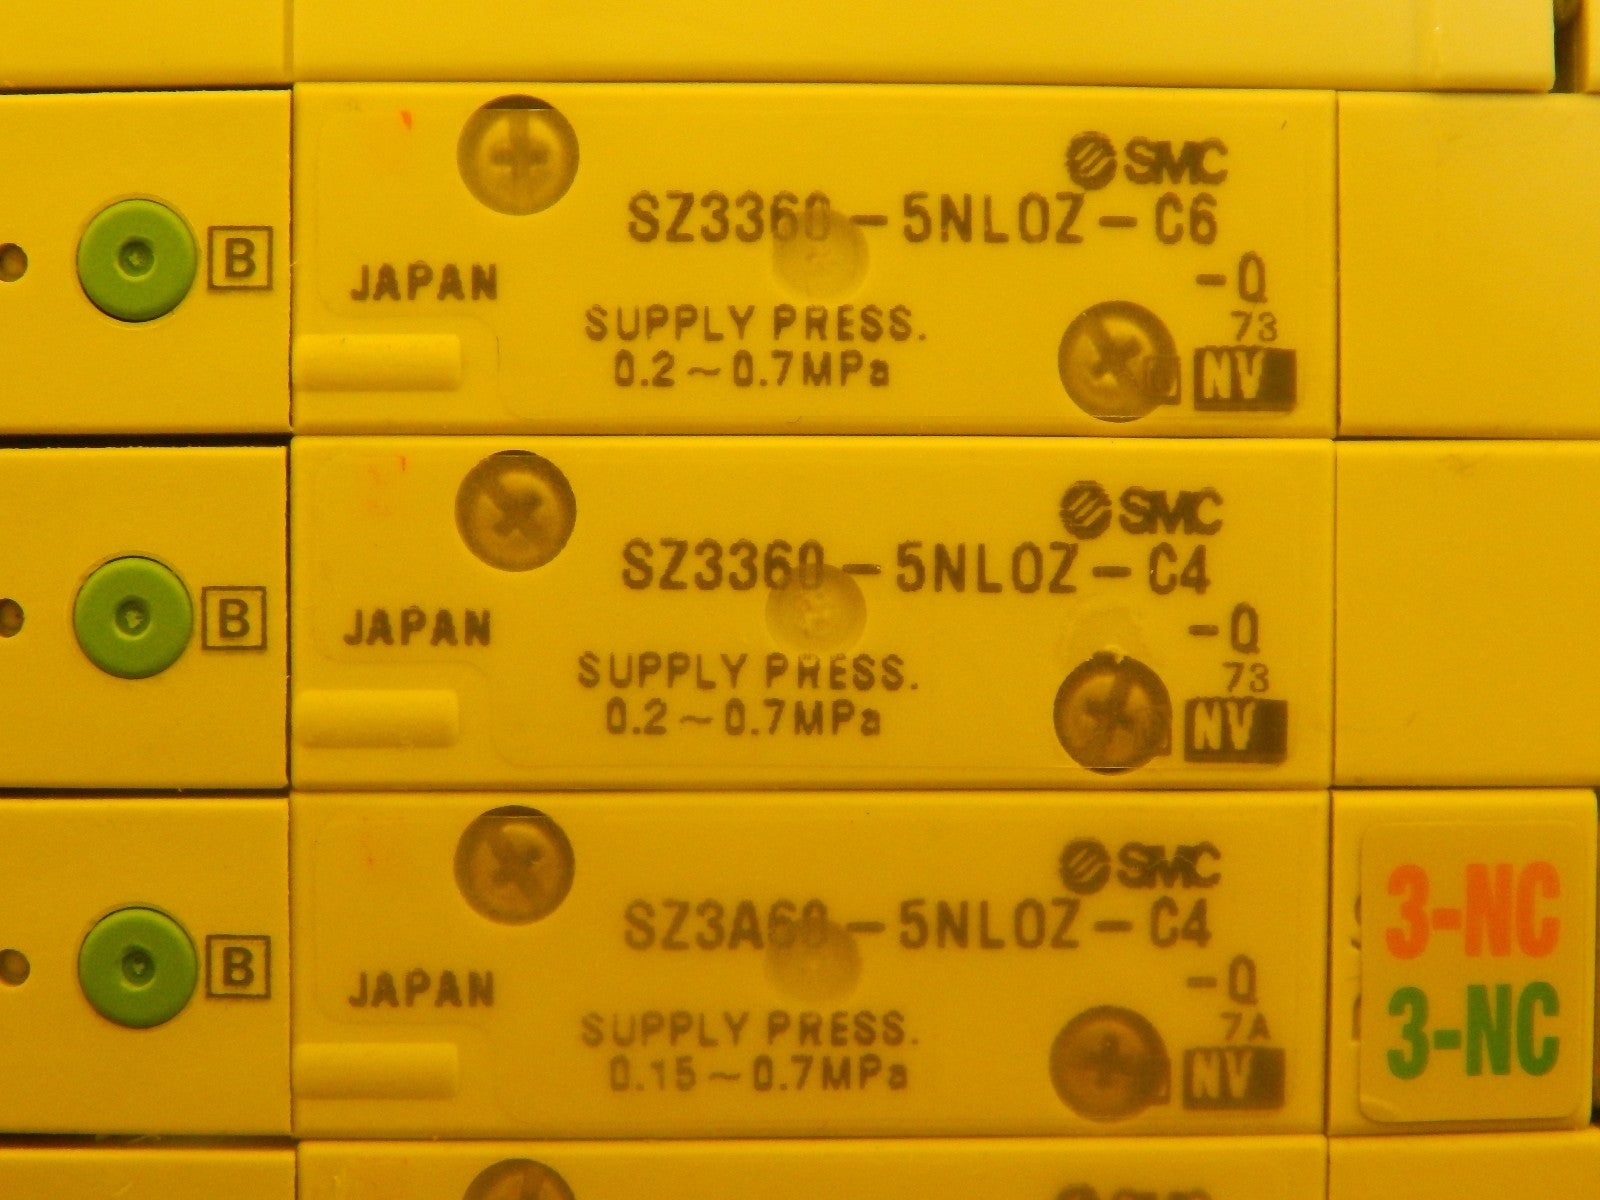 SMC
SZ3360-5NLOZ-C6
-Q
B
JAPAN
SUPPLY PRESS.
73
0.2~0.7MPa
NV
SMC
SZ3360-5NLOZ-C4
-Q
B
JAPAN
SUPPLY PRESS.
73
0.2~0.7MPa
NV
SMC
SZ3A60-5NLOZ-C4
-Q
B
JAPAN
SUPPLY PRESS.
7A
0.15~0.7MPa
NV
3-NC
3-NC